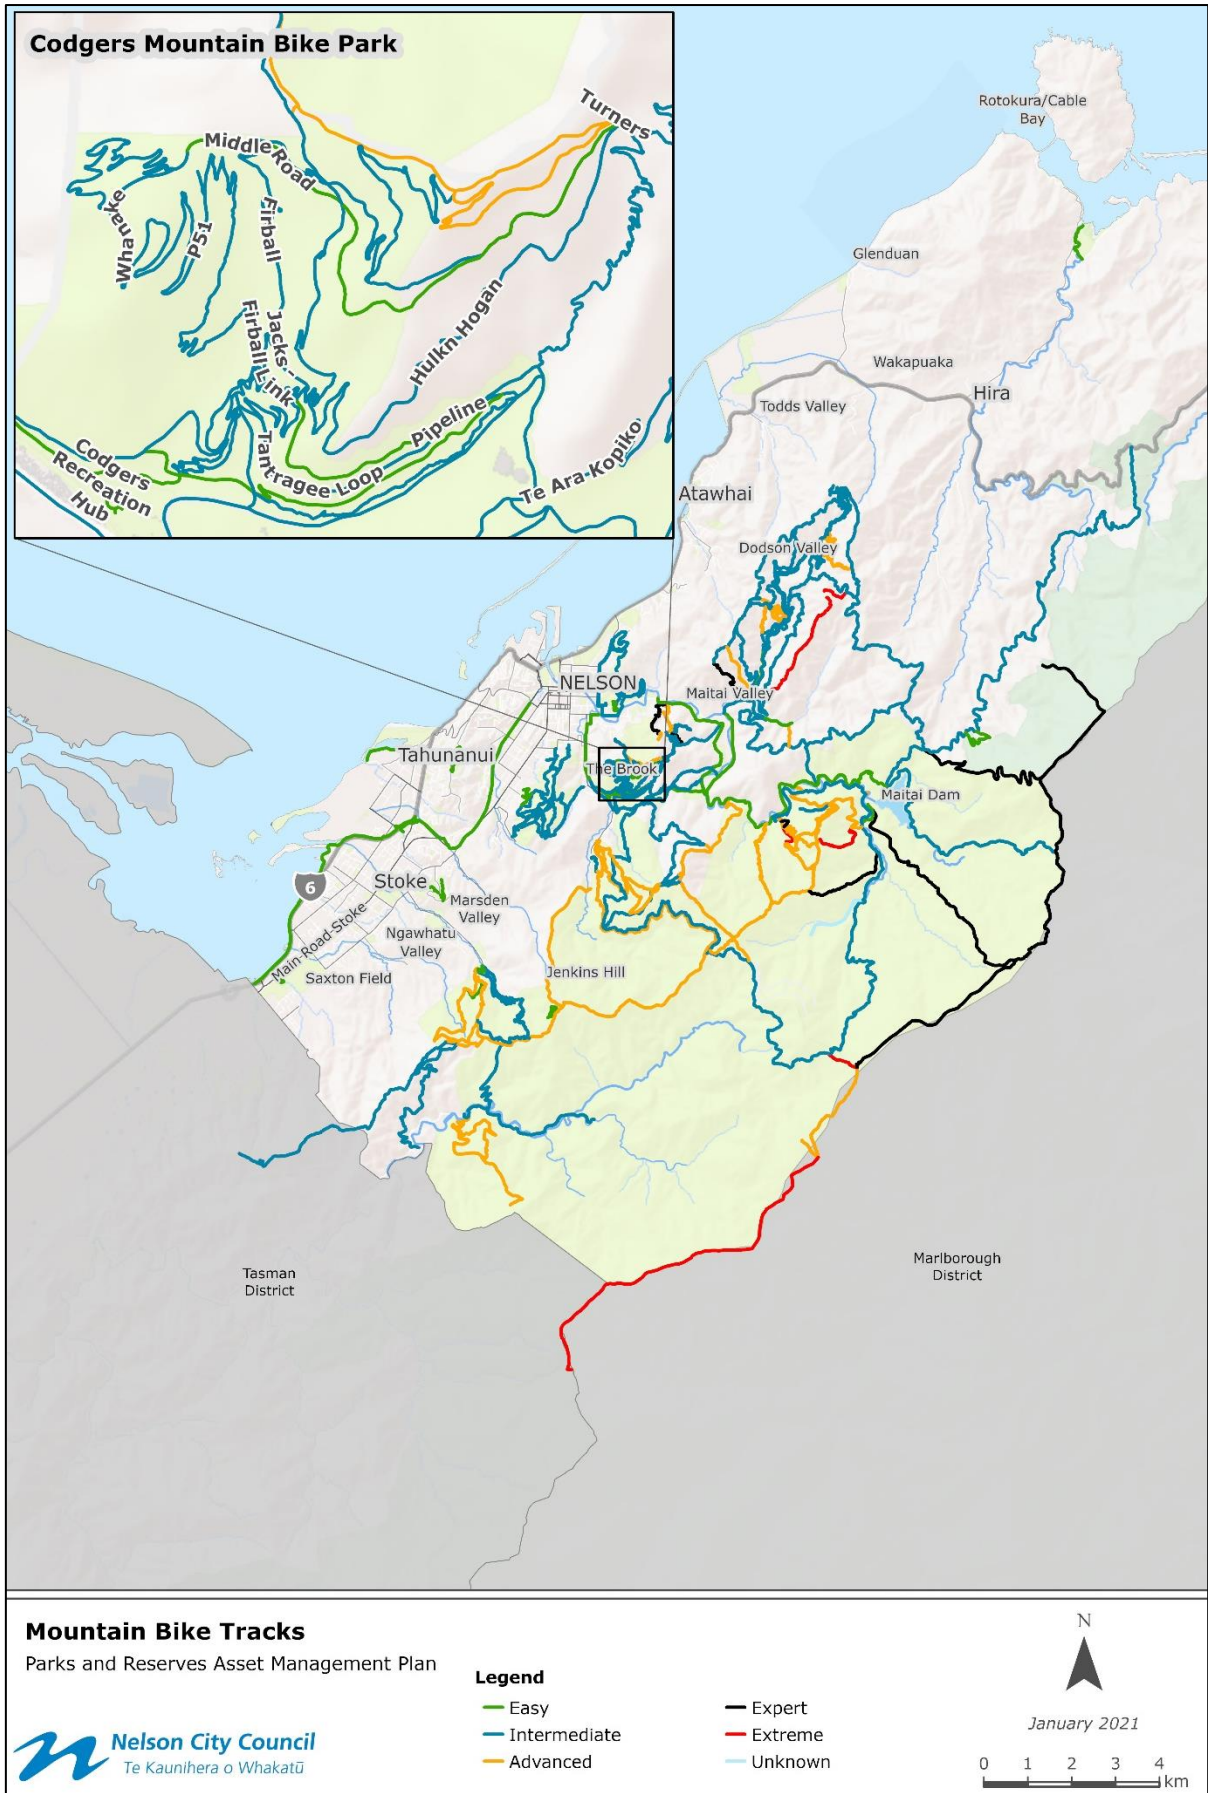 Codgers Mountain Bike Park
Turners
Middle Road
Whanake
P51
Firball
Jacks
Firball Link
Hulkn Hogan
Pipeline
Tantragee Loop
Te Ara Kopiko
Codgers
Recreation
Hub
Rotokura/Cable
Bay
Glenduan
Wakapuaka
Hira
Todds Valley
Atawhai
Dodson Valley
NELSON
Maitai Valley
Tahunanui
The Brook
Maitai Dam
6
Stoke
Marsden
Valley
Main-Road-Stoke
Ngawhatu
Valley
Saxton Field
Jenkins Hill
Tasman
District
Marlborough
District
Mountain Bike Tracks
Parks and Reserves Asset Management Plan
Nelson City Council
Te Kaunihera o Whakatū
Legend
Easy
Intermediate
Advanced
Expert
Extreme
Unknown
N
January 2021
0 1 2 3 4
km